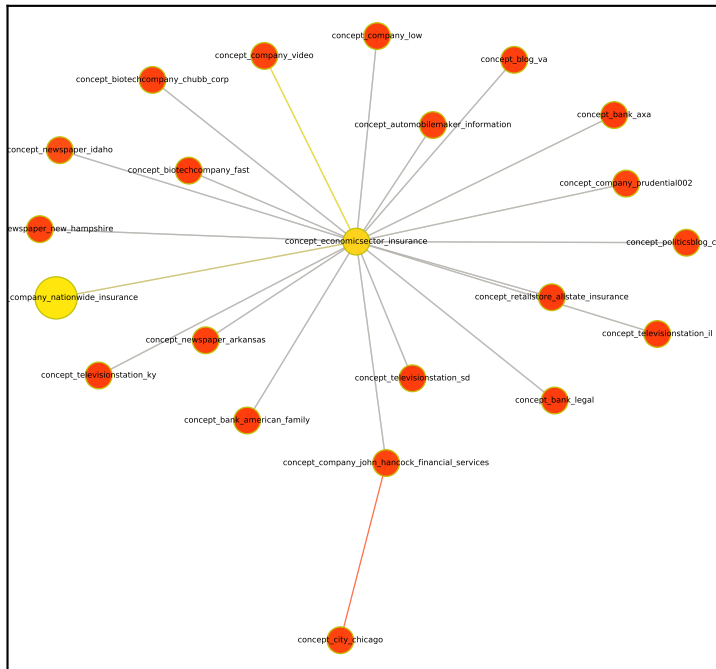 concept_company_low
concept_company_video
concept_blog_va
concept_biotechcompany_chubb_corp
concept_bank_axa
concept_automobilemaker_information
concept_newspaper_idaho
concept_biotechcompany_fast
concept_company_prudential002
ewspaper_new_hampshire
concept_economicsector_insurance
concept_politicsblog_c
_company_nationwide_insurance
concept_retailstore_allstate_insurance
concept_televisionstation_il
concept_newspaper_arkansas
concept_televisionstation_ky
concept_televisionstation_sd
concept_bank_legal
concept_bank_american_family
concept_company_john_hancock_financial_services
concept_city_chicago